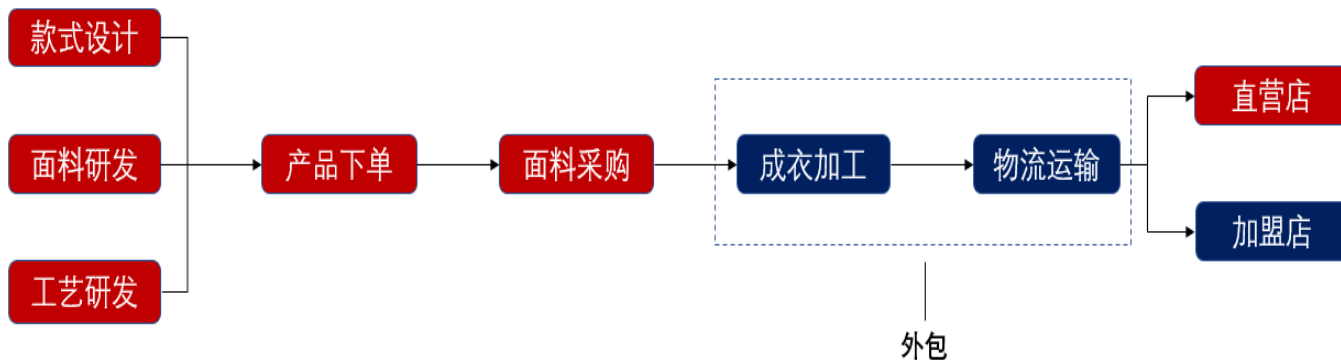 款式设计
面料研发
工艺研发
产品下单
面料采购
成衣加工
物流运输
外包
直营店
加盟店